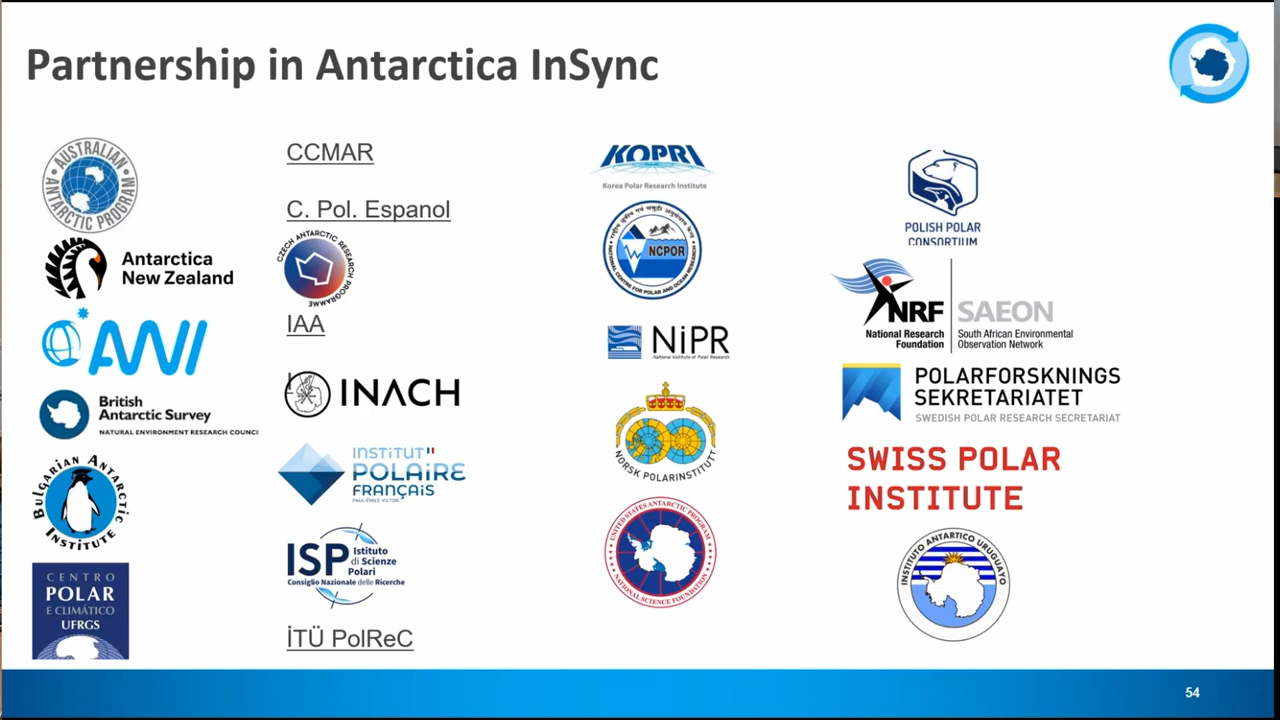 Partnership in Antarctica InSync
AUSTRALIAN
ANTARCTIC PROGRAM
Antarctica
New Zealand
AWI
British
Antarctic Survey
NATURAL ENVIRONMENT RESEARCH COUNCI
BULGARIAN ANTARCTIC
INSTITUTE
CENTRO
POLAR
E CLIMÁTICO
UFRGS
CCMAR
C. Pol. Espanol
CZECH ANTARCTIC RESEARCH PROGRAMME
IAA
INACH
INSTITUT
POLAIRE
FRANÇAIS
PAUL-ÉMILE VICTOR
ISP
Istituto
di Scienze
Polari
Consiglio Nazionale delle Ricerche
İTÜ PolReC
KOPRI
Korea Polar Research Institute
NCPOR
NATIONAL CENTRE FOR POLAR AND OCEAN RESEARCH
NiPR
National Institute of Polar Research
NORSK POLARINSTITUTT
UNITED STATES ANTARCTIC PROGRAM
NATIONAL SCIENCE FOUNDATION
POLISH POLAR
CONSORTIUM
NRF
National Research
Foundation
SAEON
South African Environmental
Observation Network
POLARFORSKNINGS
SEKRETARIATET
SWEDISH POLAR RESEARCH SECRETARIAT
SWISS POLAR
INSTITUTE
INSTITUTO ANTARTICO URUGUAYO
54